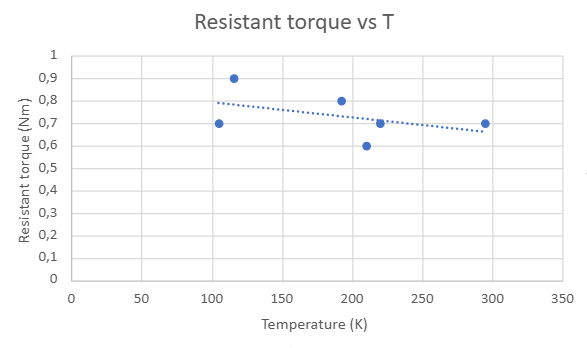 Resistant torque vs T
1
0,9
0,8
0,7
0,6
0,5
0,4
0,3
0,2
0,1
0
Resistant torque (Nm)
0 50 100 150 200 250 300 350
Temperature (K)